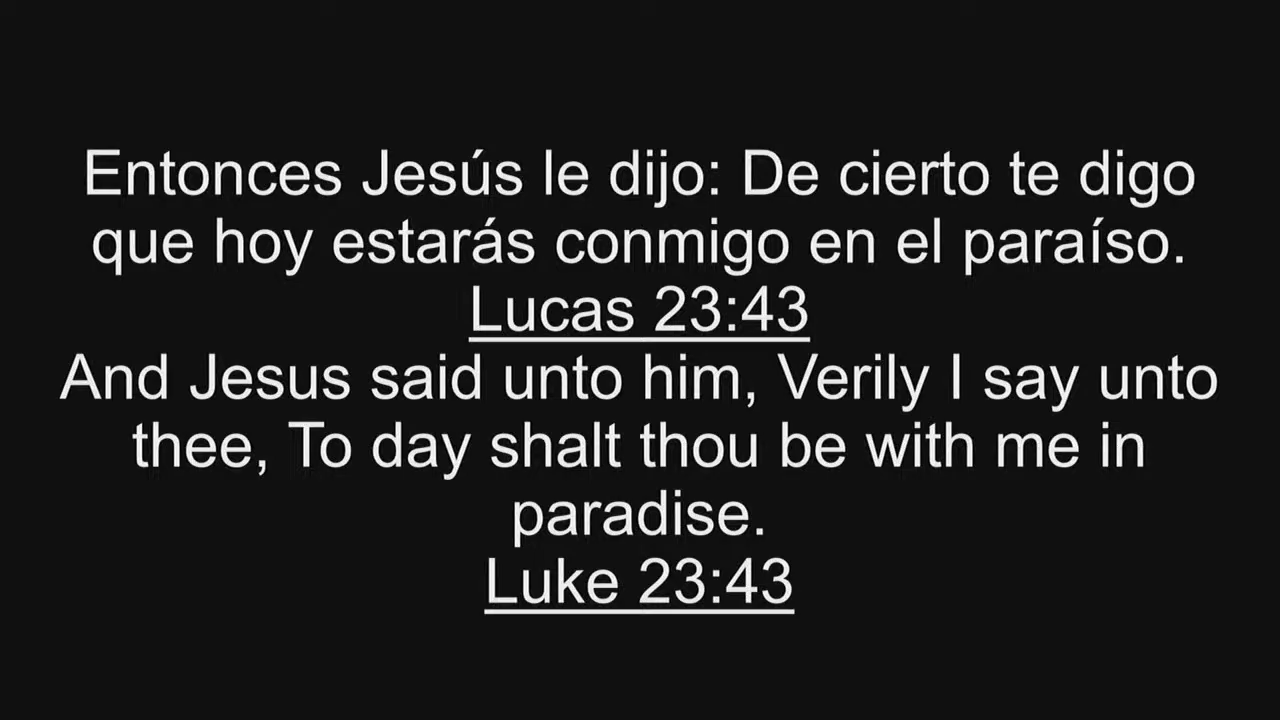 Entonces Jesús le dijo: De cierto te digo
que hoy estarás conmigo en el paraíso.
Lucas 23:43
And Jesus said unto him, Verily I say unto
thee, To day shalt thou be with me in
paradise.
Luke 23:43